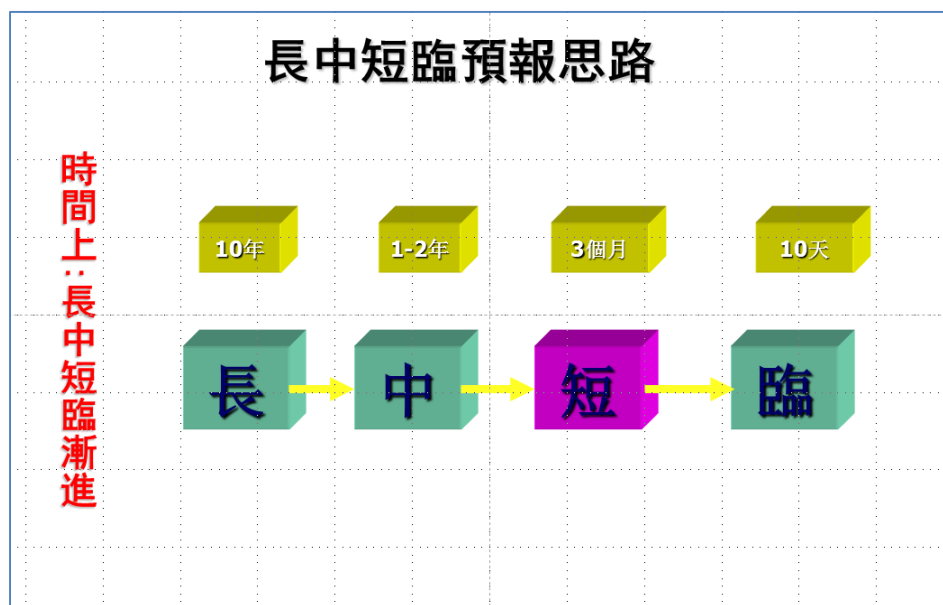 長中短臨預報思路
時間上:長中短臨漸進
10年
1-2年
3個月
10天
長
中
短
臨